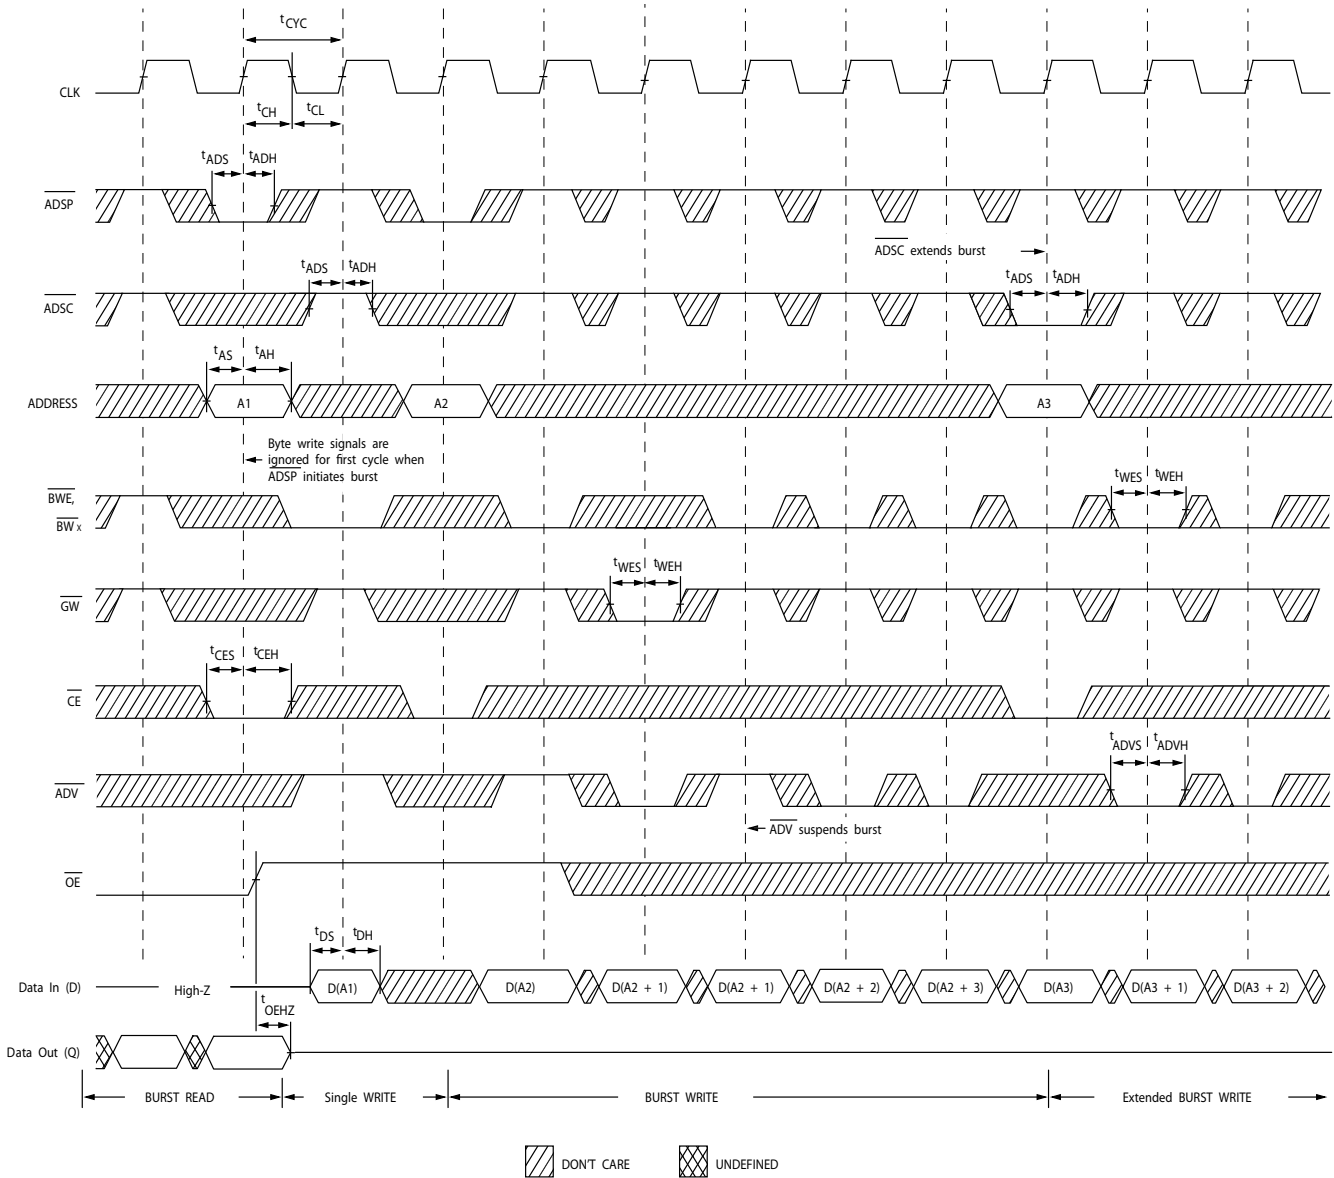 tCYC
CLK
tCH
tCL
tADS
tADH
ADSP
ADSC extends burst
tADS
tADH
tADS
tADH
ADSC
tAS
tAH
ADDRESS
A1
A2
A3
Byte write signals are
ignored for first cycle when
ADSP initiates burst
BWE,
BW x
tWES
tWEH
tWES
tWEH
GW
tCES
tCEH
CE
tADVS
tADVH
ADV
ADV suspends burst
OE
tDS
tDH
Data In (D)
High-Z
D(A1)
D(A2)
D(A2 + 1)
D(A2 + 1)
D(A2 + 2)
D(A2 + 3)
D(A3)
D(A3 + 1)
D(A3 + 2)
tOEHZ
Data Out (Q)
BURST READ
Single WRITE
BURST WRITE
Extended BURST WRITE
DON'T CARE
UNDEFINED